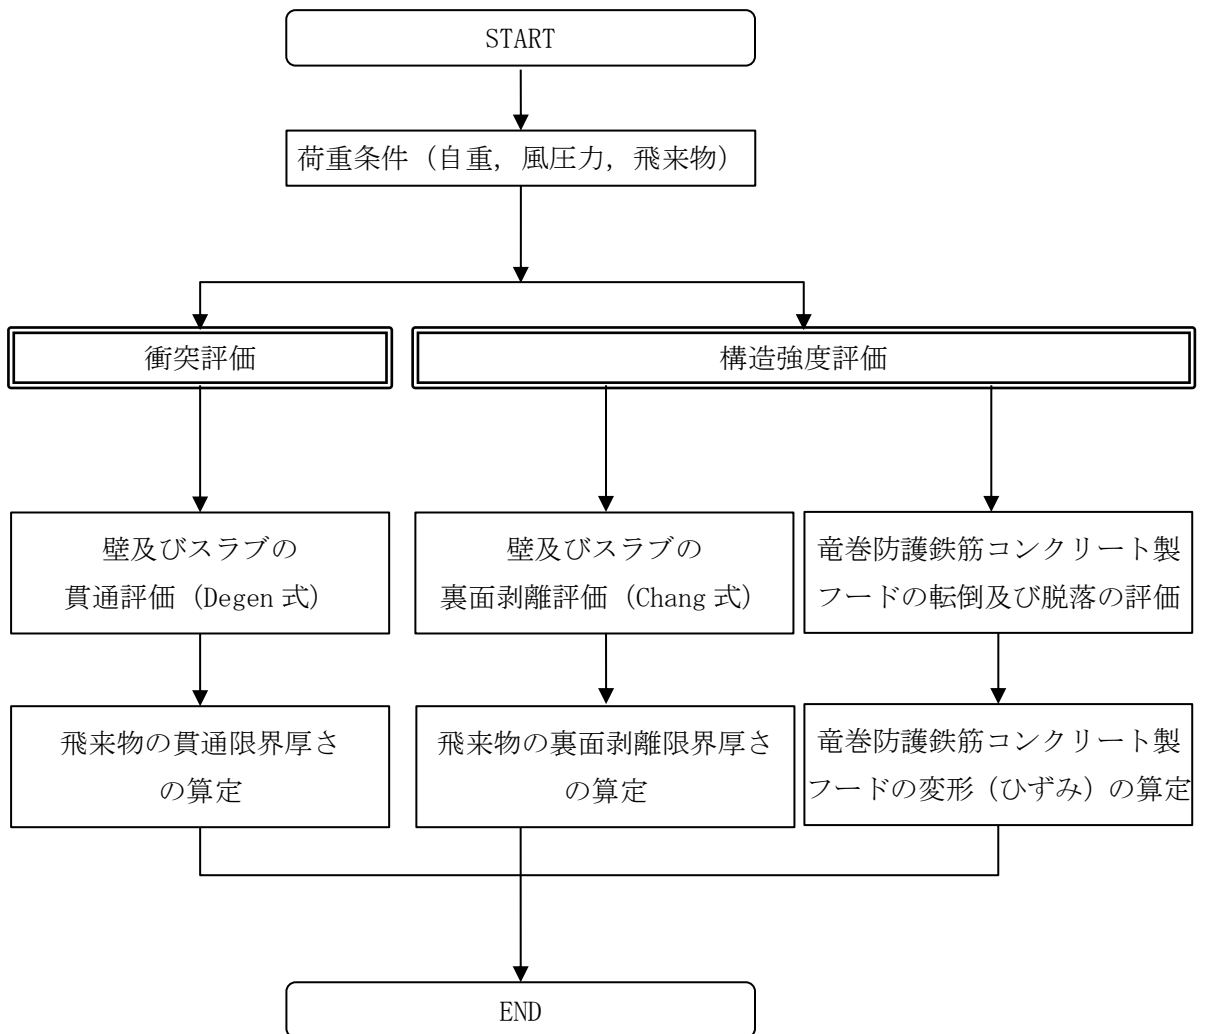 START
荷重条件（自重，風圧力，飛来物）
衝突評価
構造強度評価
壁及びスラブの
貫通評価（Degen 式）
壁及びスラブの
裏面剥離評価（Chang 式）
竜巻防護鉄筋コンクリート製
フードの転倒及び脱落の評価
飛来物の貫通限界厚さ
の算定
飛来物の裏面剥離限界厚さ
の算定
竜巻防護鉄筋コンクリート製
フードの変形（ひずみ）の算定
END